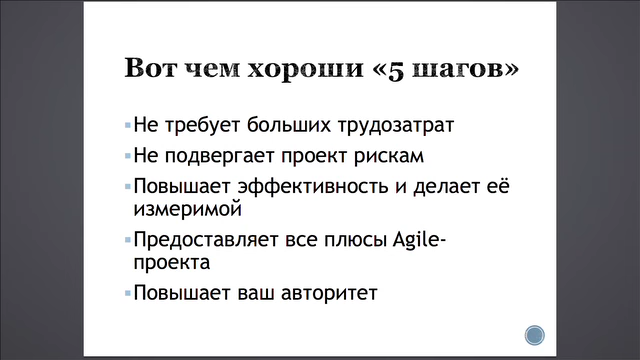 Вот чем хороши «5 шагов»
Не требует больших трудозатрат
Не подвергает проект рискам
Повышает эффективность и делает её
измеримой
Предоставляет все плюсы Agile-
проекта
Повышает ваш авторитет